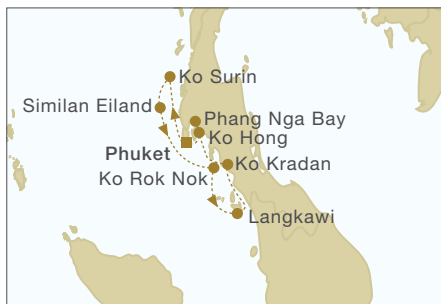 Ko Surin
Similan Eiland
Phang Nga Bay
Ko Hong
Phuket
Ko Kradan
Ko Rok Nok
Langkawi